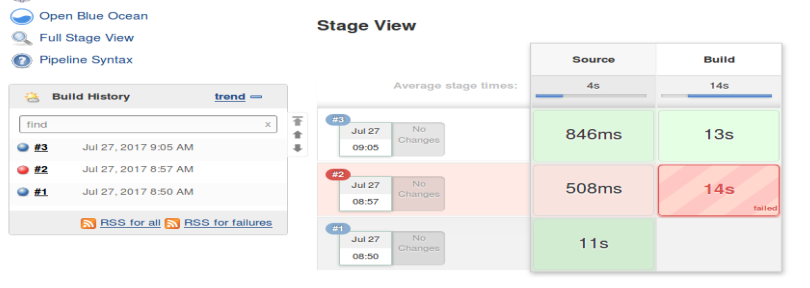 Open Blue Ocean
Full Stage View
Pipeline Syntax
Build History
trend
find
x
#3 Jul 27, 2017 9:05 AM
#2 Jul 27, 2017 8:57 AM
#1 Jul 27, 2017 8:50 AM
RSS for all RSS for failures
Stage View
Source Build
Average stage times: 4s 14s
#3
Jul 27
09:05
No
Changes
846ms 13s
#2
Jul 27
08:57
No
Changes
508ms 14s
failed
#1
Jul 27
08:50
No
Changes
11s